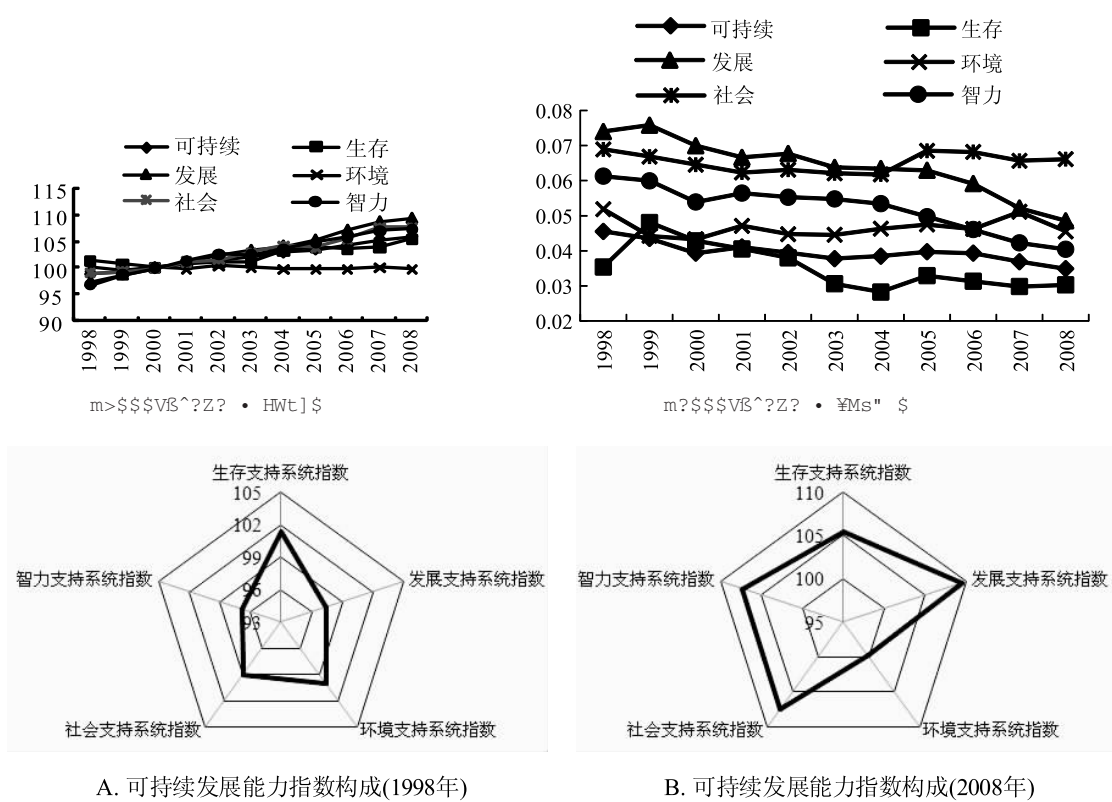 可持续 生存
发展 环境
社会 智力
115
110
105
100
95
90
1998 1999 2000 2001 2002 2003 2004 2005 2006 2007 2008
m>$$$Vß^?Z? • HWt]$
可持续 生存
发展 环境
社会 智力
0.08
0.07
0.06
0.05
0.04
0.03
0.02
1998 1999 2000 2001 2002 2003 2004 2005 2006 2007 2008
m?$$$Vß^?Z? • ¥Ms" $
生存支持系统指数
105
102
99
96
93
智力支持系统指数
发展支持系统指数
社会支持系统指数
环境支持系统指数
A. 可持续发展能力指数构成(1998年)
生存支持系统指数
110
105
100
95
智力支持系统指数
发展支持系统指数
社会支持系统指数
环境支持系统指数
B. 可持续发展能力指数构成(2008年)